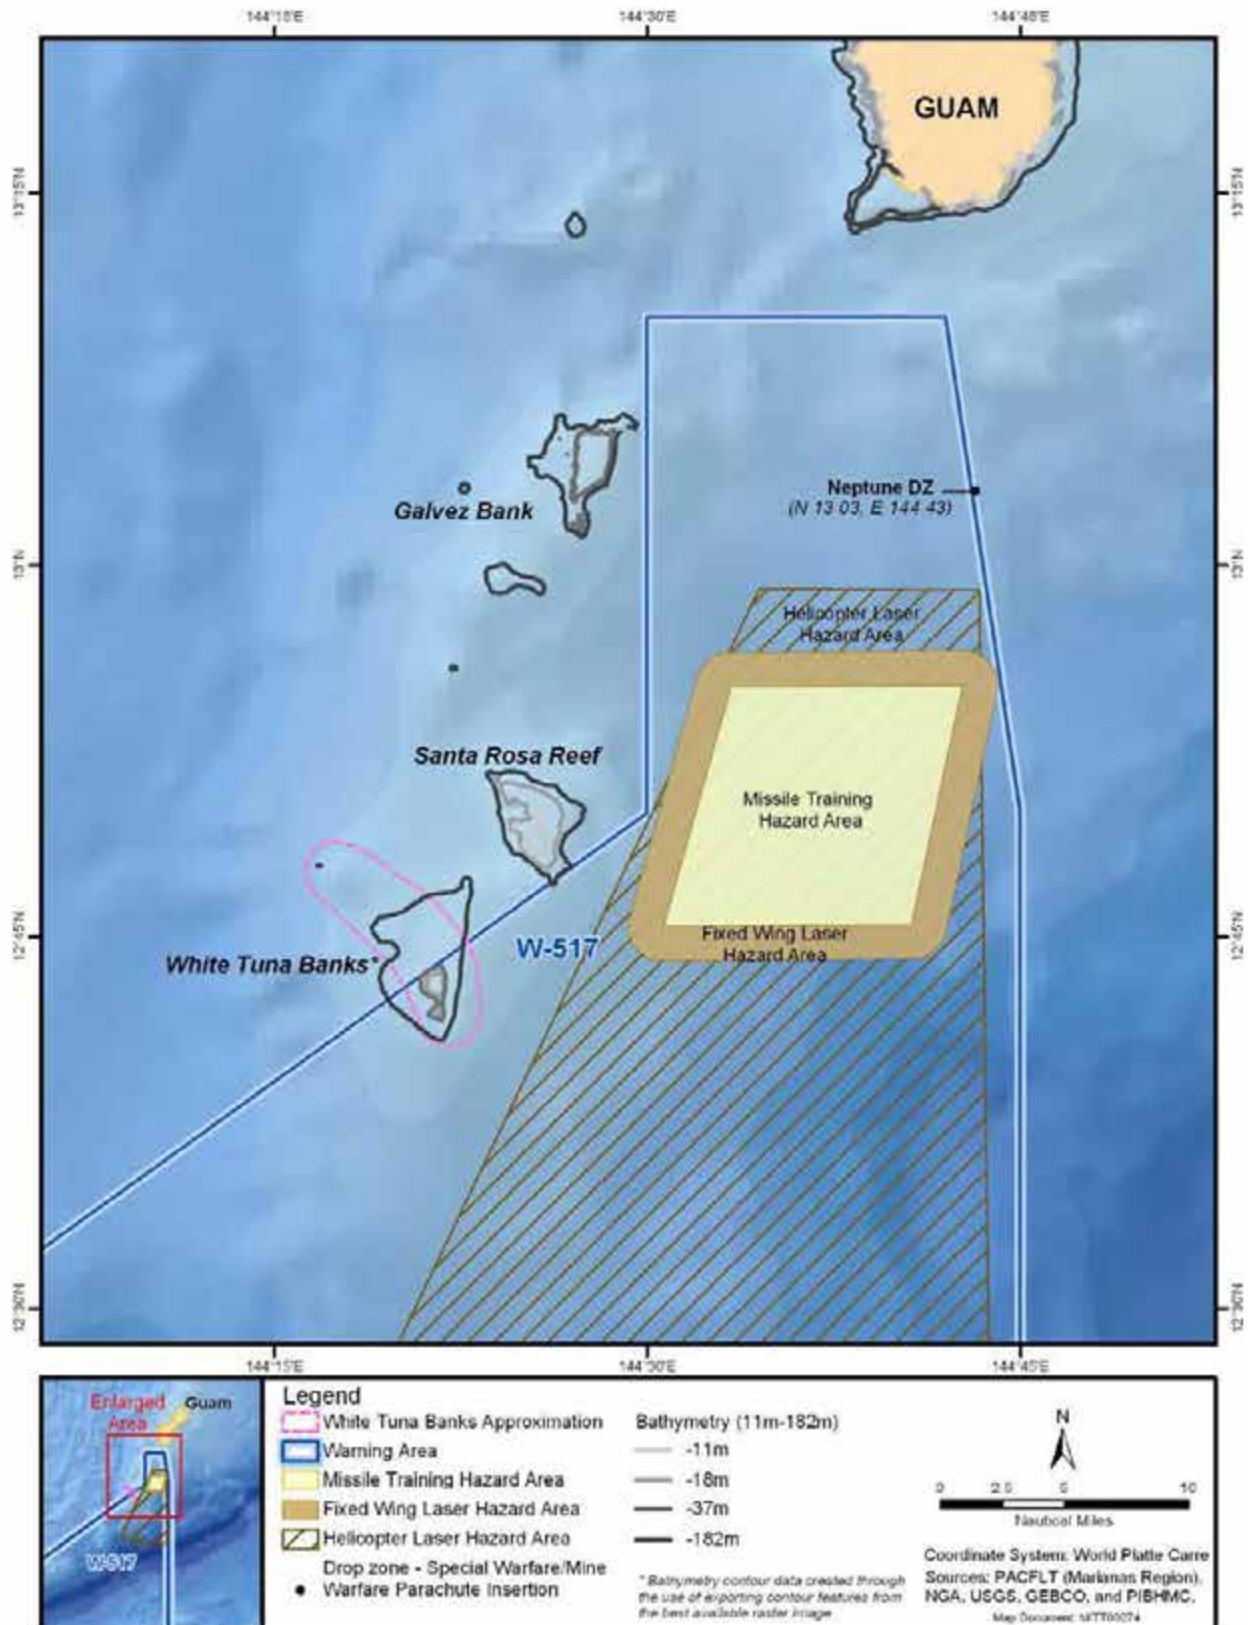 144°15'E
144°30'E
144°45'E
GUAM
13°15'N
13°15'N
Neptune DZ
(N 13 03, E 144 43)
Galvez Bank
13°N
13°N
Helicopter Laser
Hazard Area
Santa Rosa Reef
Missile Training
Hazard Area
Fixed Wing Laser
Hazard Area
W-517
White Tuna Banks*
12°45'N
12°45'N
12°30'N
12°30'N
144°15'E
144°30'E
144°45'E
Enlarged
Area
Guam
W-517
Legend
White Tuna Banks Approximation
Warning Area
Missile Training Hazard Area
Fixed Wing Laser Hazard Area
Helicopter Laser Hazard Area
Drop zone - Special Warfare/Mine
Warfare Parachute Insertion
Bathymetry (11m-182m)
-11m
-18m
-37m
-182m
* Bathymetry contour data created through
the use of exporting contour features from
the best available raster image
N
0 2.5 5 10
Nautical Miles
Coordinate System: World Platte Carre
Sources: PACFLT (Marianas Region),
NGA, USGS, GEBCO, and PIBHMC.
Map Document: